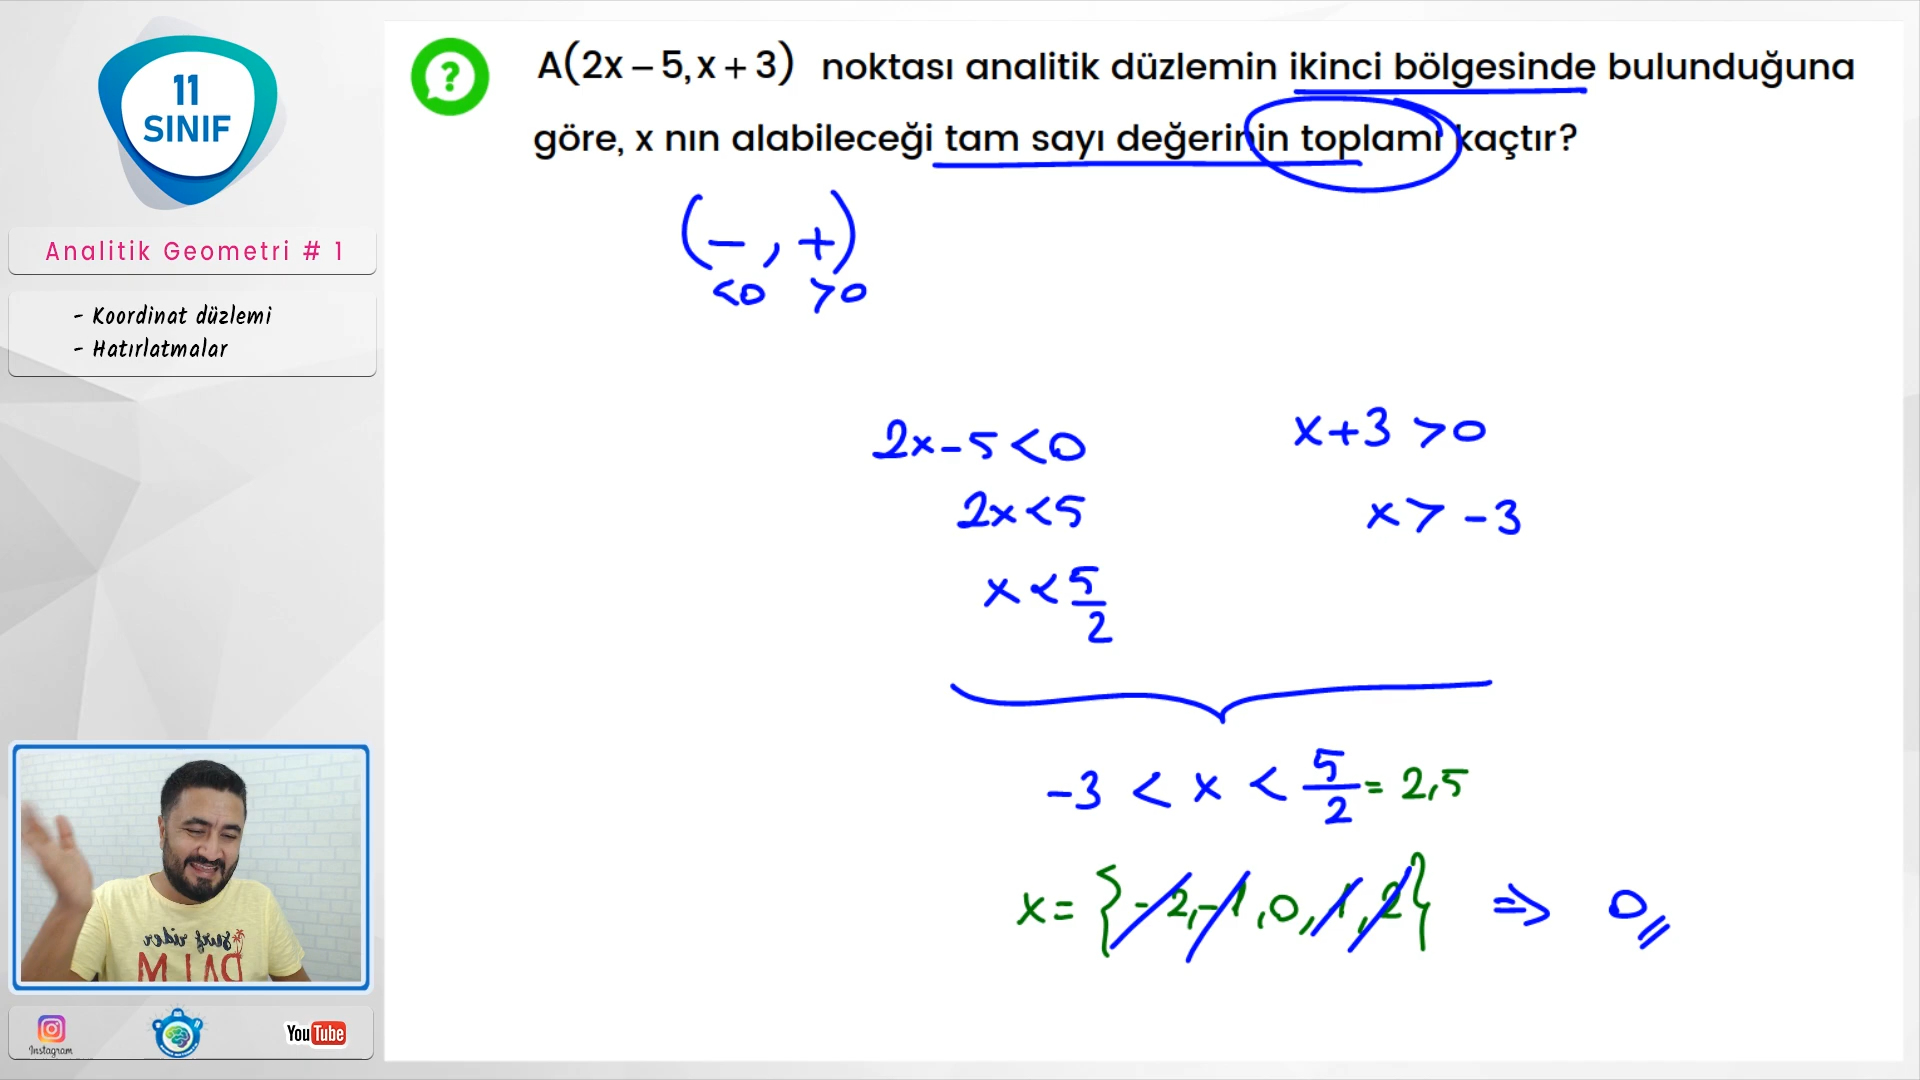 11
SINIF
Analitik Geometri # 1
- Koordinat düzlemi
- Hatırlatmalar
A(2x – 5, x + 3) noktası analitik düzlemin ikinci bölgesinde bulunduğuna
göre, x nın alabileceği tam sayı değerinin toplamı kaçtır?
(- , +)
<0 >0
2x-5<0
2x<5
x<5/2
x+3>0
x>-3
-3 < x < 5/2 = 2,5
x = {-2,-1,0,1,2} => 0
surf rider
Instagram
YouTube